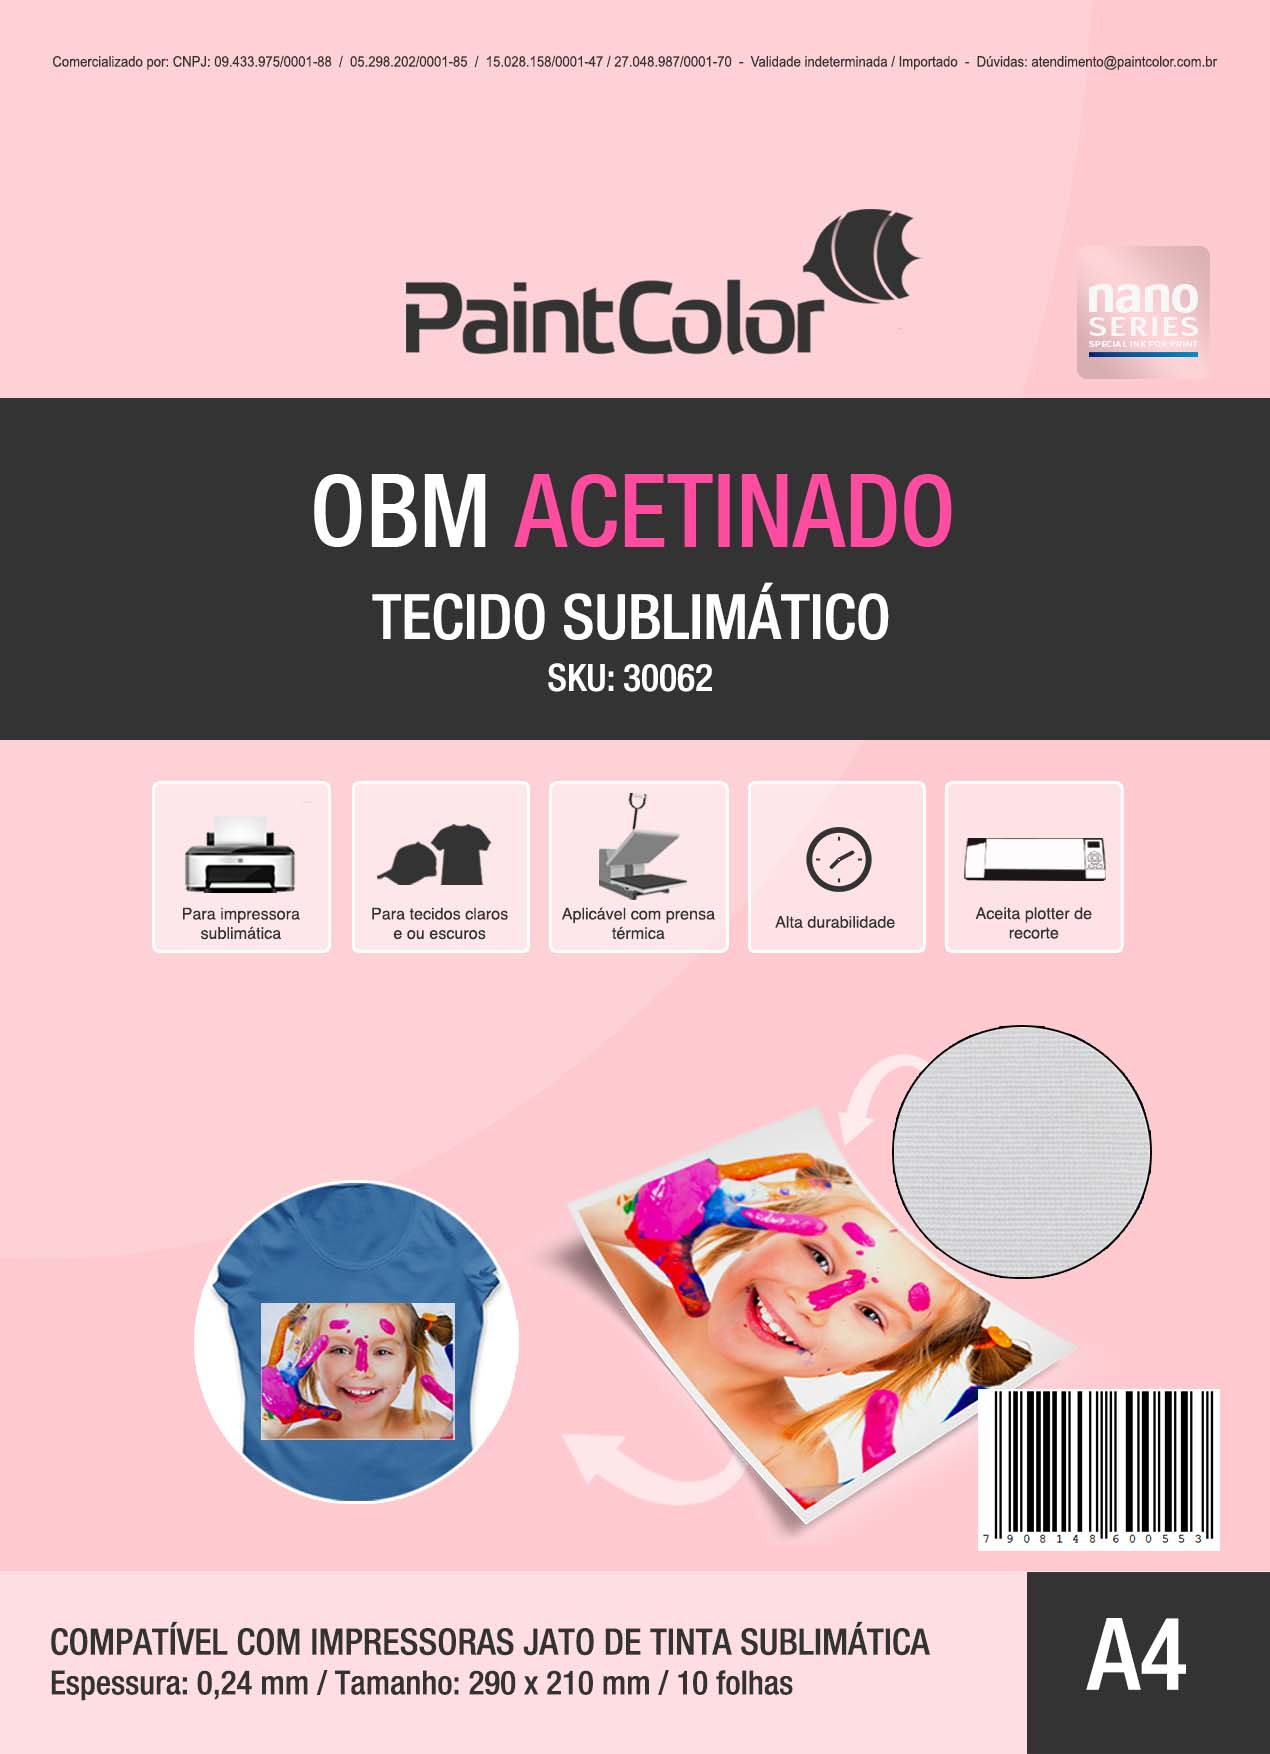 Comercializado por: CNPJ: 09.433.975/0001-88 / 05.298.202/0001-85 / 15.028.158/0001-47 / 27.048.987/0001-70 - Validade indeterminada / Importado - Dúvidas: atendimento@paintcolor.com.br
PaintColor
nano
SERIES
SPECIAL INK FOR PRINT
OBM ACETINADO
TECIDO SUBLIMÁTICO
SKU: 30062
Para impressora
sublimática
Para tecidos claros
e ou escuros
Aplicável com prensa
térmica
Alta durabilidade
Aceita plotter de
recorte
7 908148 600553
COMPATÍVEL COM IMPRESSORAS JATO DE TINTA SUBLIMÁTICA
Espessura: 0,24 mm / Tamanho: 290 x 210 mm / 10 folhas
A4